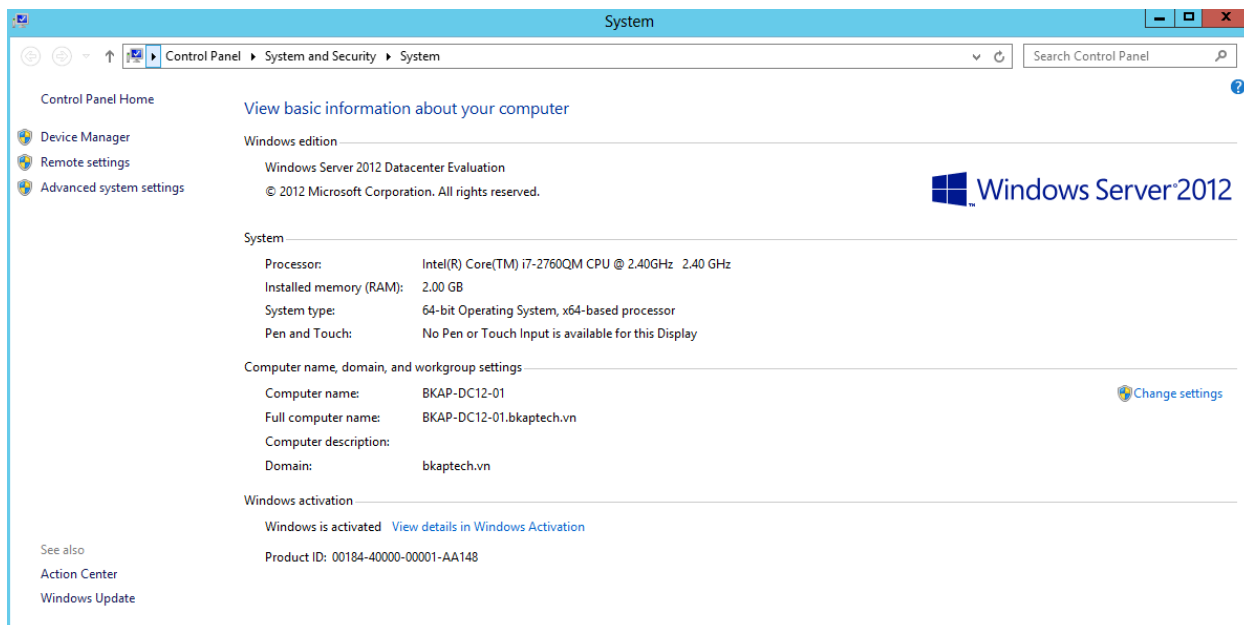 System
Control Panel System and Security System
Search Control Panel
Control Panel Home
Device Manager
Remote settings
Advanced system settings
View basic information about your computer
Windows edition
Windows Server 2012 Datacenter Evaluation
© 2012 Microsoft Corporation. All rights reserved.
Windows Server 2012
System
Processor: Intel(R) Core(TM) i7-2760QM CPU @ 2.40GHz 2.40 GHz
Installed memory (RAM): 2.00 GB
System type: 64-bit Operating System, x64-based processor
Pen and Touch: No Pen or Touch Input is available for this Display
Computer name, domain, and workgroup settings
Computer name: BKAP-DC12-01
Change settings
Full computer name: BKAP-DC12-01.bkaptech.vn
Computer description:
Domain: bkaptech.vn
Windows activation
Windows is activated View details in Windows Activation
Product ID: 00184-40000-00001-AA148
See also
Action Center
Windows Update